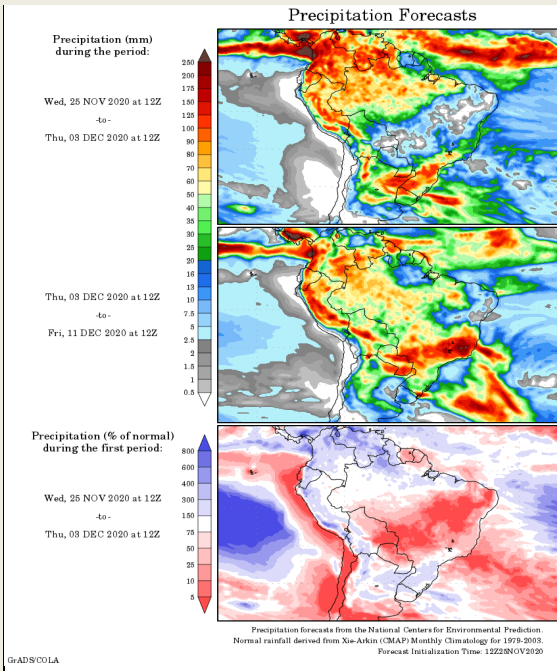 Precipitation Forecasts
Precipitation (mm)
during the period:
Wed, 25 NOV 2020 at 12Z
-to-
Thu, 03 DEC 2020 at 12Z
250
200
175
150
125
100
90
80
70
60
50
40
35
30
25
20
16
13
10
7.5
5
2.5
2
1.5
1
0.5
Thu, 03 DEC 2020 at 12Z
-to-
Fri, 11 DEC 2020 at 12Z
Precipitation (% of normal)
during the first period:
Wed, 25 NOV 2020 at 12Z
-to-
Thu, 03 DEC 2020 at 12Z
800
600
400
300
150
75
50
25
10
5
Precipitation forecasts from the National Centers for Environmental Prediction.
Normal rainfall derived from Xie-Arkin (CMAP) Monthly Climatology for 1979-2003.
Forecast Initialization Time: 12Z25NOV2020
GrADS/COLA